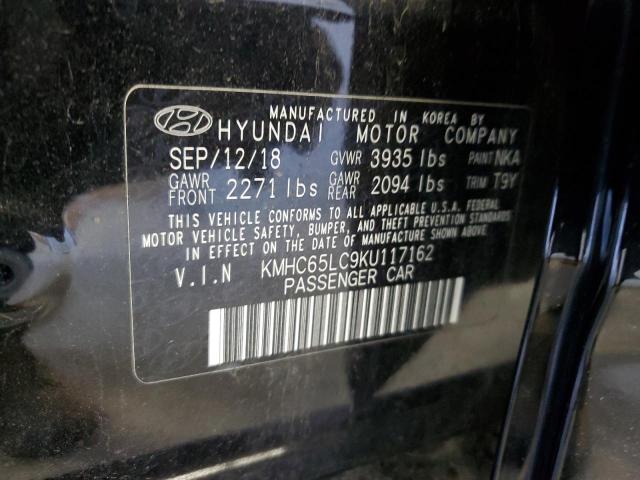 MANUFACTURED IN KOREA BY
HYUNDAI MOTOR COMPANY
SEP/12/18 GVWR 3935 lbs PAINT NKA
GAWR FRONT 2271 lbs GAWR REAR 2094 lbs TRIM T9Y
THIS VEHICLE CONFORMS TO ALL APPLICABLE U.S.A. FEDERAL
MOTOR VEHICLE SAFETY, BUMPER, AND THEFT PREVENTION STANDARDS
IN EFFECT ON THE DATE OF MANUFACTURE SHOWN ABOVE.
V.I.N KMHC65LC9KU117162
PASSENGER CAR